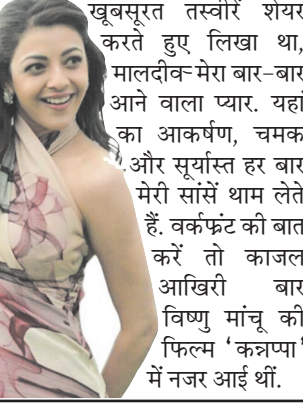 खूबसूरत तस्वीरें शेयर
करते हुए लिखा था,
मालदीव-मेरा बार-बार
आने वाला प्यार. यहां
का आकर्षण, चमक
और सूर्यास्त हर बार
मेरी सांसें थाम लेते
हैं. वर्कफ्रंट की बात
करें तो काजल
आखिरी बार
विष्णु मांचू की
फिल्म ‘कन्नप्पा’
में नजर आई थीं.